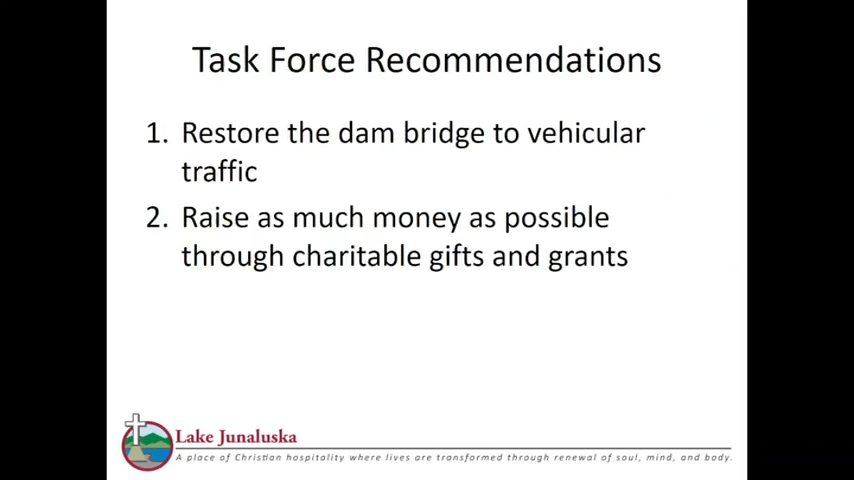 Task Force Recommendations
1. Restore the dam bridge to vehicular
traffic
2. Raise as much money as possible
through charitable gifts and grants
Lake Junaluska
A place of Christian hospitality where lives are transformed through renewal of soul, mind, and body.